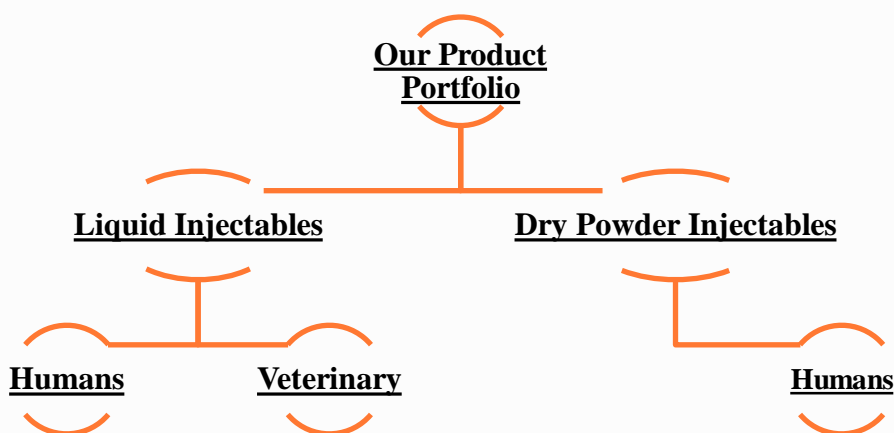 Our Product
Portfolio
Liquid Injectables
Dry Powder Injectables
Humans
Veterinary
Humans